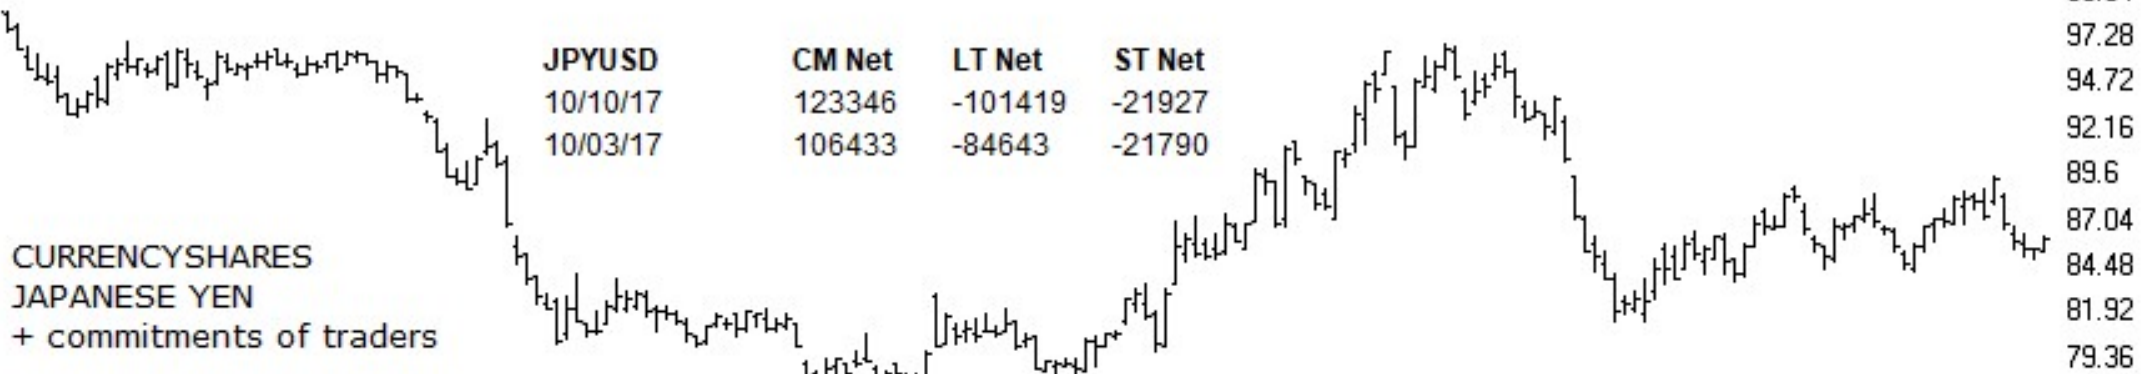 97.28
JPYUSD CM Net LT Net ST Net
94.72
10/10/17 123346 -101419 -21927
92.16
10/03/17 106433 -84643 -21790
89.6
87.04
CURRENCYSHARES
84.48
JAPANESE YEN
81.92
+ commitments of traders
79.36